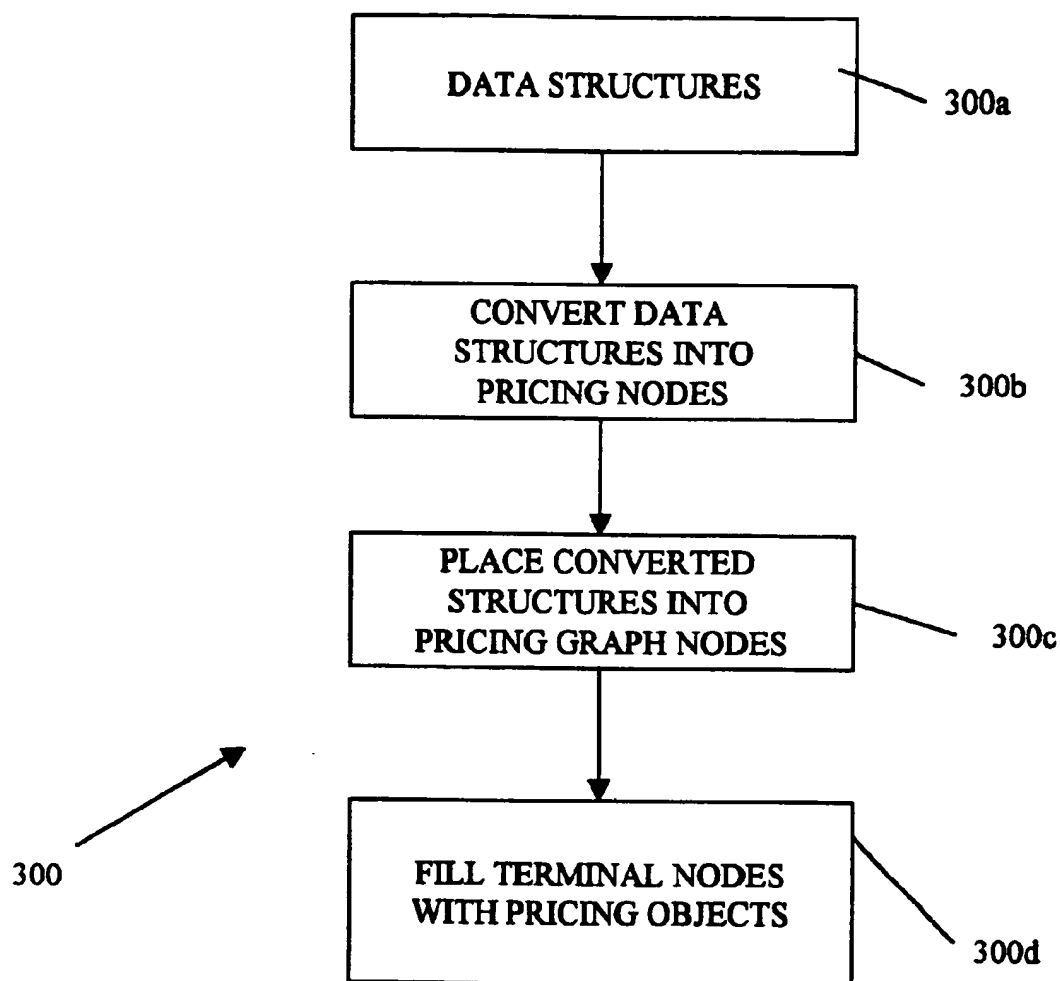 DATA STRUCTURES
300a
CONVERT DATA
STRUCTURES INTO
PRICING NODES
300b
PLACE CONVERTED
STRUCTURES INTO
PRICING GRAPH NODES
300c
300
FILL TERMINAL NODES
WITH PRICING OBJECTS
300d